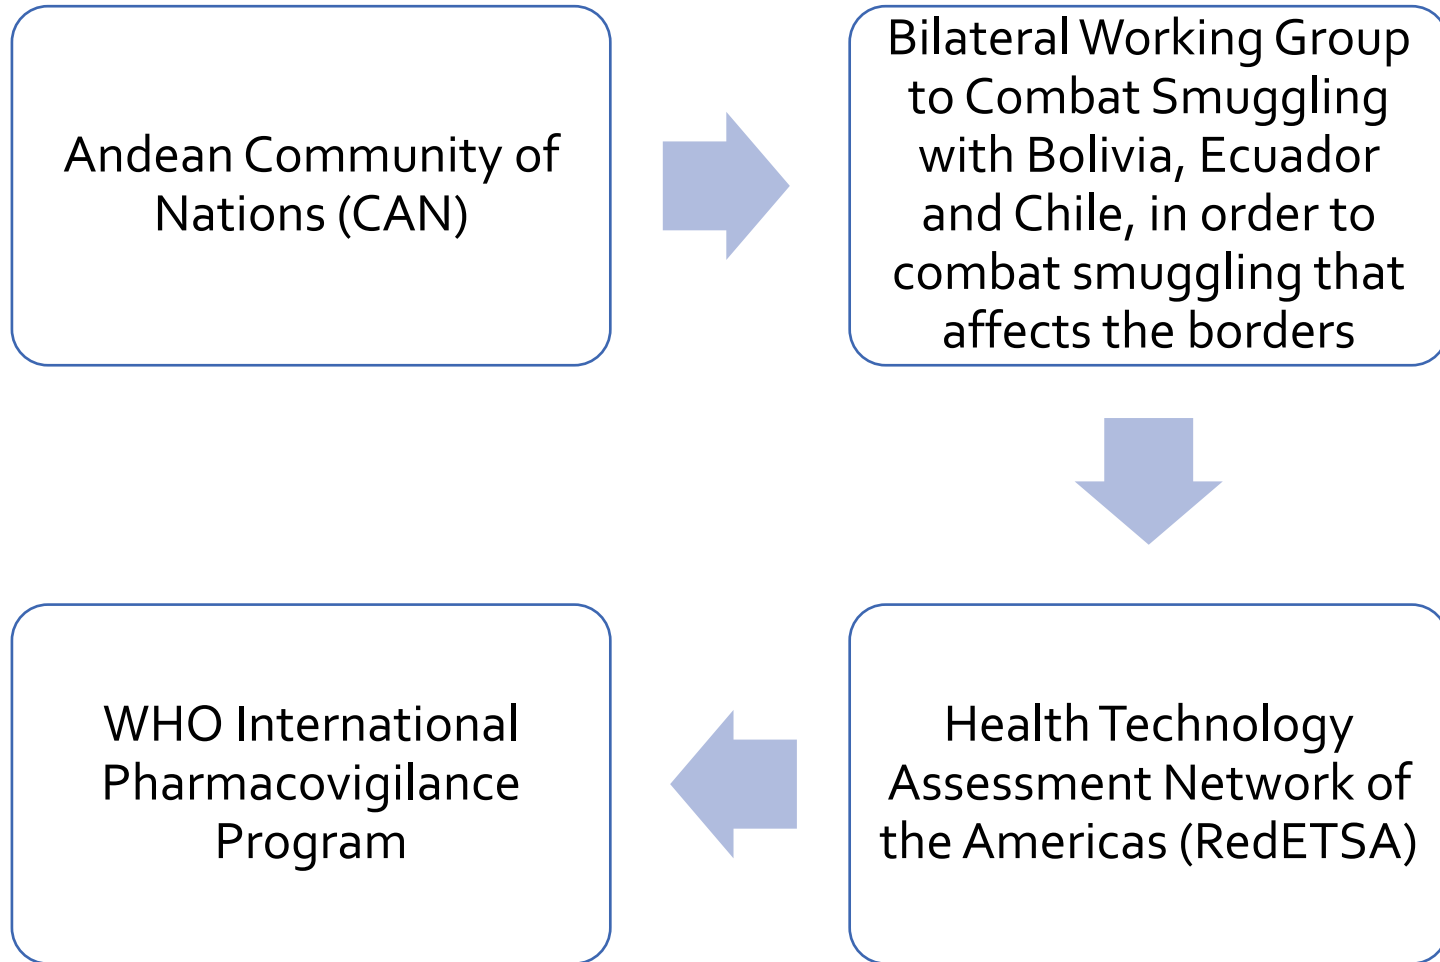 Andean Community of
Nations (CAN)
Bilateral Working Group
to Combat Smuggling
with Bolivia, Ecuador
and Chile, in order to
combat smuggling that
affects the borders
Health Technology
Assessment Network of
the Americas (RedETSA)
WHO International
Pharmacovigilance
Program